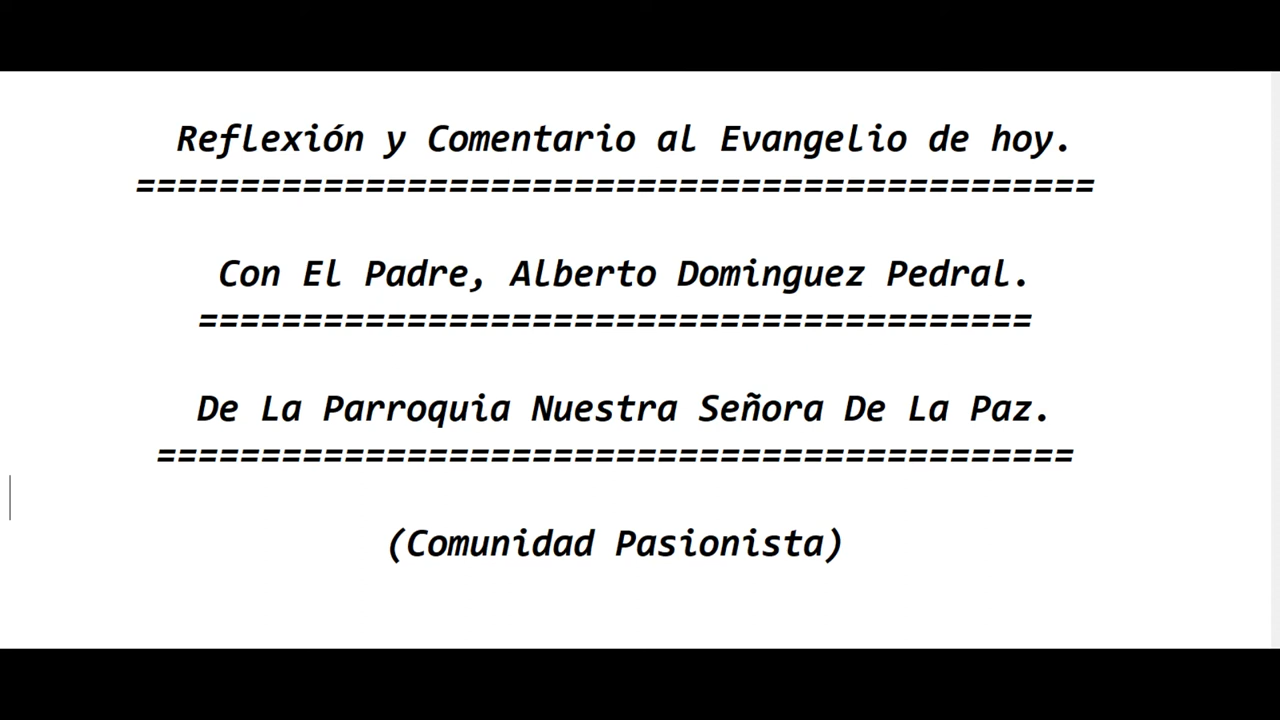 Reflexión y Comentario al Evangelio de hoy.
==============================================
Con El Padre, Alberto Dominguez Pedral.
========================================
De La Parroquia Nuestra Señora De La Paz.
============================================
(Comunidad Pasionista)